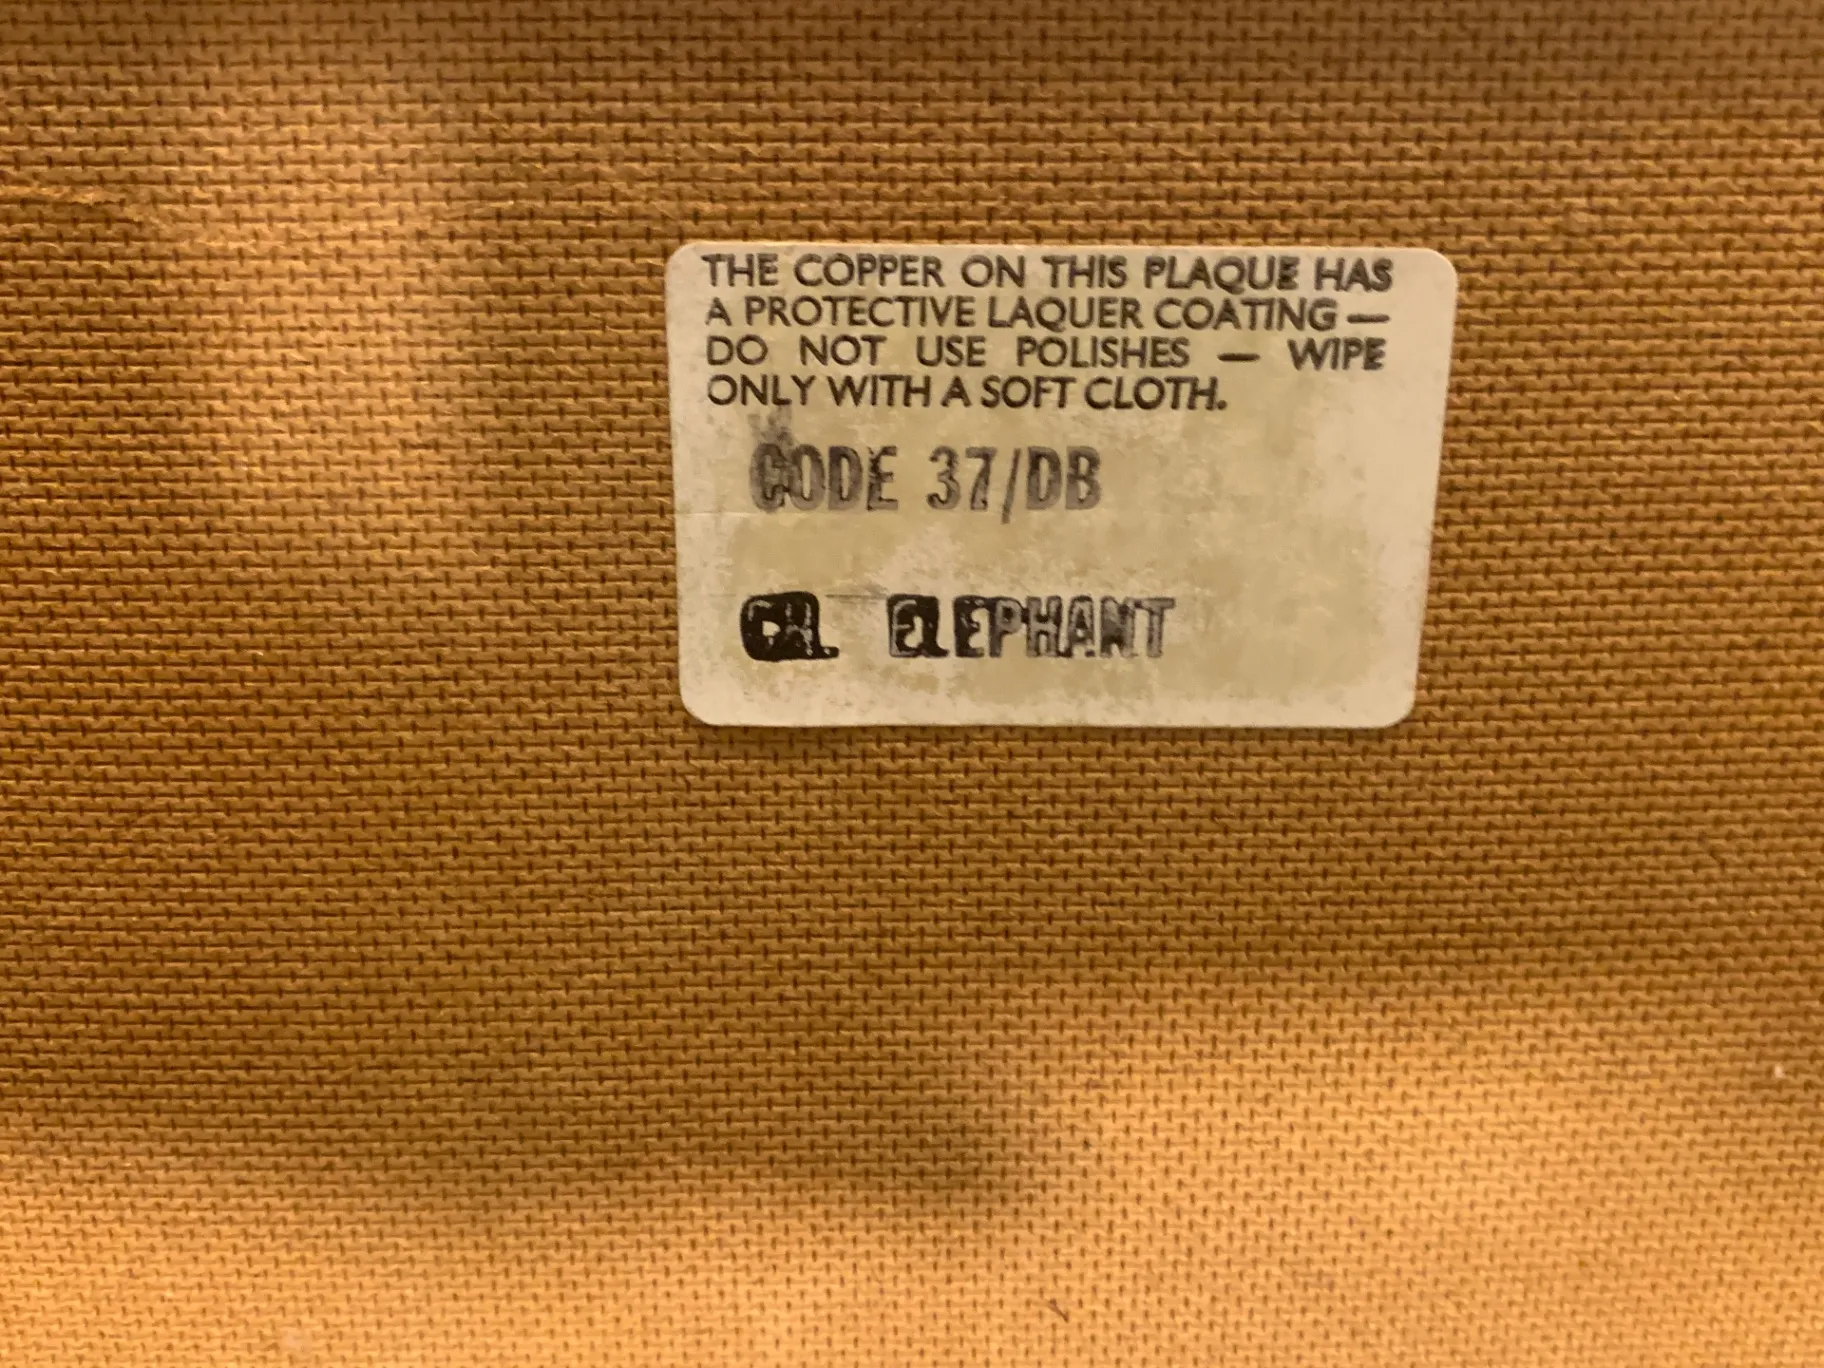 THE COPPER ON THIS PLAQUE HAS
A PROTECTIVE LAQUER COATING —
DO NOT USE POLISHES — WIPE
ONLY WITH A SOFT CLOTH.
CODE 37/DB
ELEPHANT